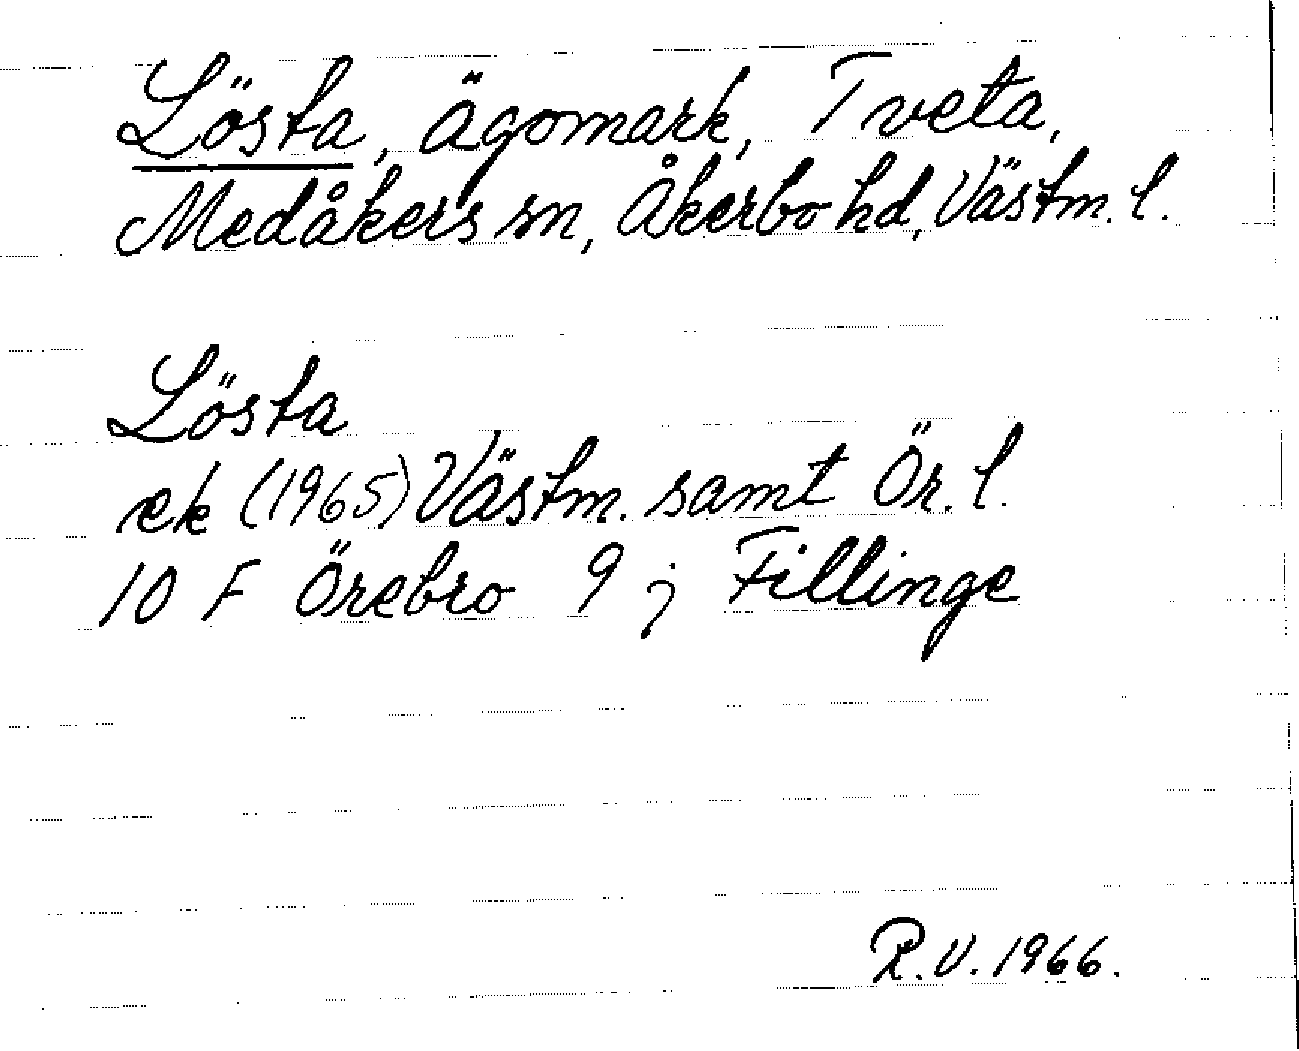 Lösta, ägomark, Tveta,
Medåkers sn, Åkerbo hd, Västm. l.
Lösta
ek (1965) Västm. samt Ör. l.
10 F Örebro 9 j Fillinge
R.V. 1966.